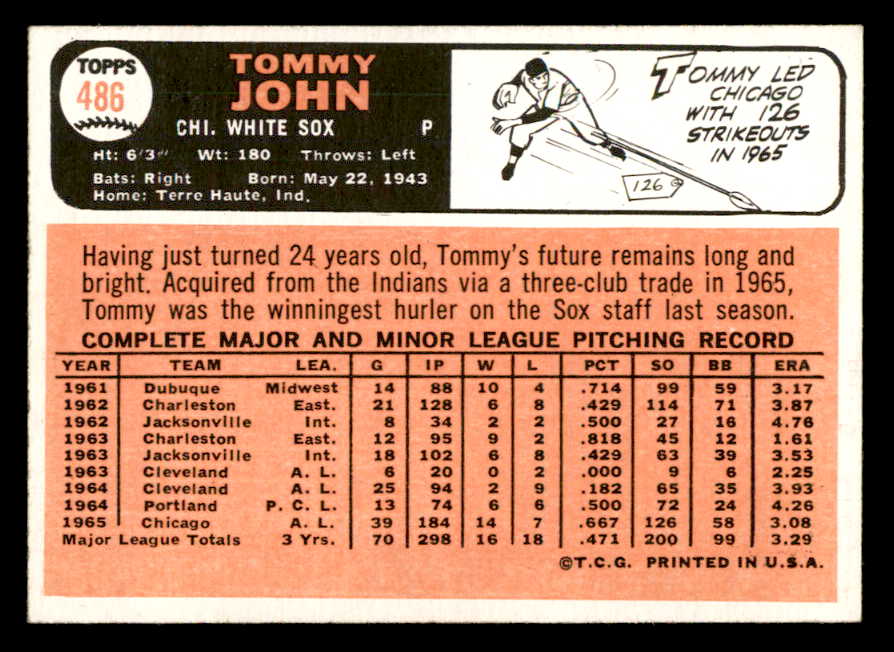 TOPPS
486
TOMMY
JOHN
CHI. WHITE SOX P
Ht: 6'3" Wt: 180 Throws: Left
Bats: Right Born: May 22, 1943
Home: Terre Haute, Ind.
TOMMY LED
CHICAGO
WITH 126
STRIKEOUTS
IN 1965
126
Having just turned 24 years old, Tommy's future remains long and
bright. Acquired from the Indians via a three-club trade in 1965,
Tommy was the winningest hurler on the Sox staff last season.
COMPLETE MAJOR AND MINOR LEAGUE PITCHING RECORD
YEAR TEAM LEA. G IP W L PCT SO BB ERA
1961 Dubuque Midwest 14 88 10 4 .714 99 59 3.17
1962 Charleston East. 21 128 6 8 .429 114 71 3.87
1962 Jacksonville Int. 8 34 2 2 .500 27 16 4.76
1963 Charleston East. 12 95 9 2 .818 45 12 1.61
1963 Jacksonville Int. 18 102 6 8 .429 63 39 3.53
1963 Cleveland A. L. 6 20 0 2 .000 9 6 2.25
1964 Cleveland A. L. 25 94 2 9 .182 65 35 3.93
1964 Portland P. C. L. 13 74 6 6 .500 72 24 4.26
1965 Chicago A. L. 39 184 14 7 .667 126 58 3.08
Major League Totals 3 Yrs. 70 298 16 18 .471 200 99 3.29
©T.C.G. PRINTED IN U.S.A.